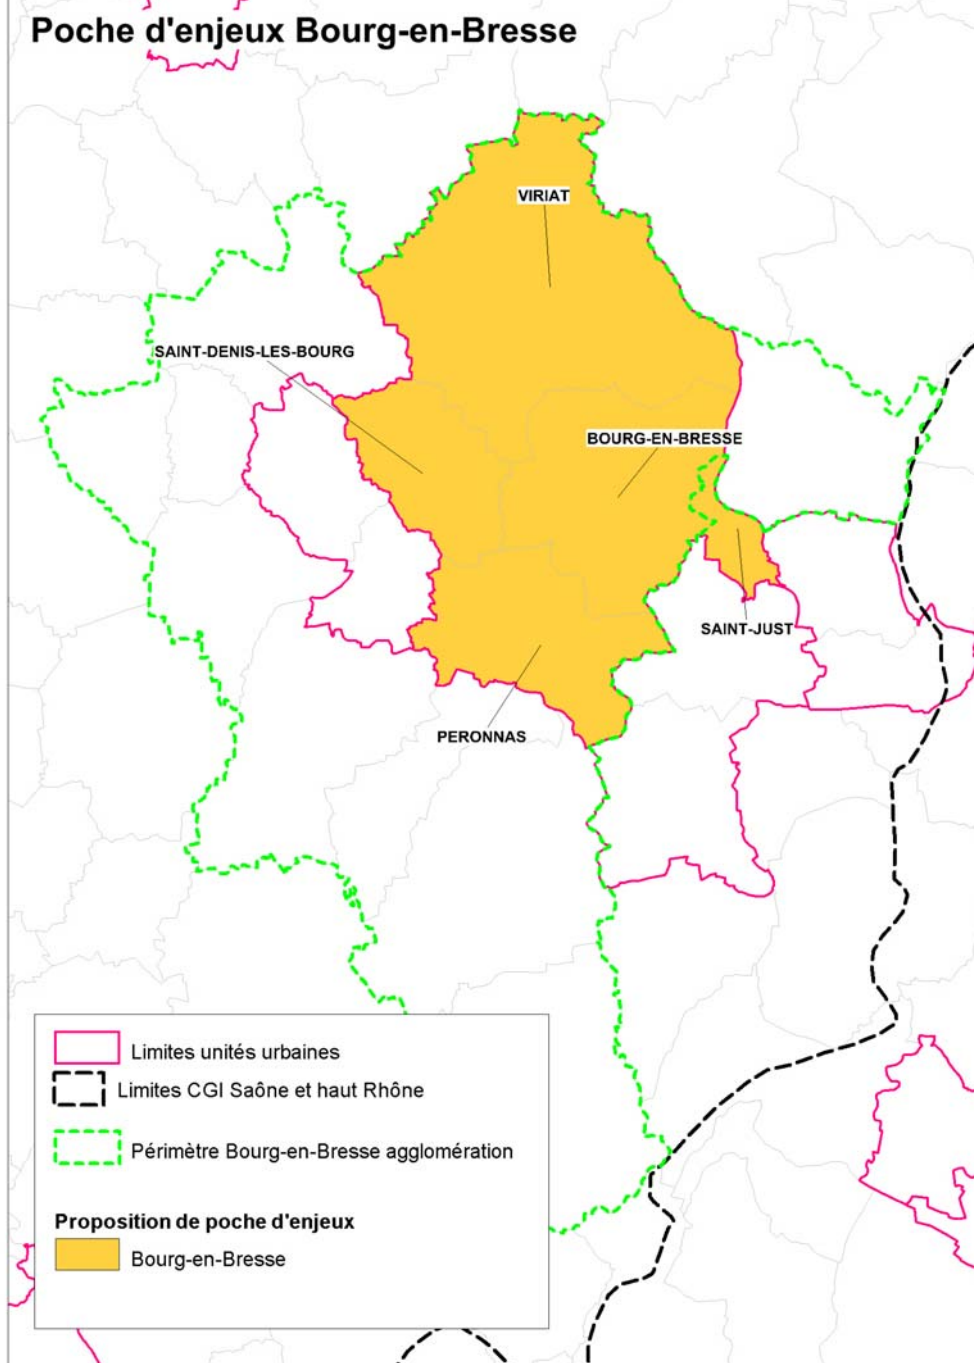 Poche d'enjeux Bourg-en-Bresse
VIRIAT
SAINT-DENIS-LES-BOURG
BOURG-EN-BRESSE
SAINT-JUST
PERONNAS
Limites unités urbaines
Limites CGI Saône et haut Rhône
Périmètre Bourg-en-Bresse agglomération
Proposition de poche d'enjeux
Bourg-en-Bresse